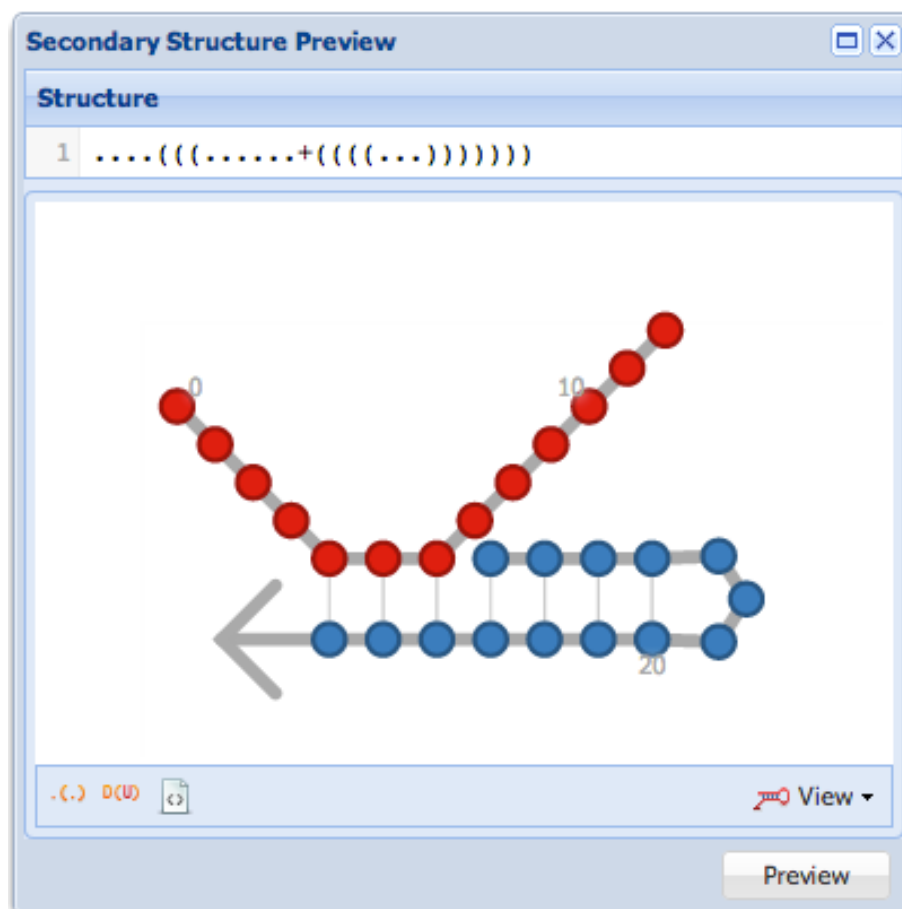 Secondary Structure Preview
Structure
1 ....(((......+((((...)))))))
0
10
20
.(.) D(U) <>
View
Preview